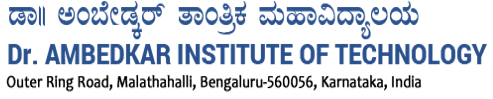 ಡಾ|| ಅಂಬೇಡ್ಕರ್ ತಾಂತ್ರಿಕ ಮಹಾವಿದ್ಯಾಲಯ
Dr. AMBEDKAR INSTITUTE OF TECHNOLOGY
Outer Ring Road, Malathahalli, Bengaluru-560056, Karnataka, India